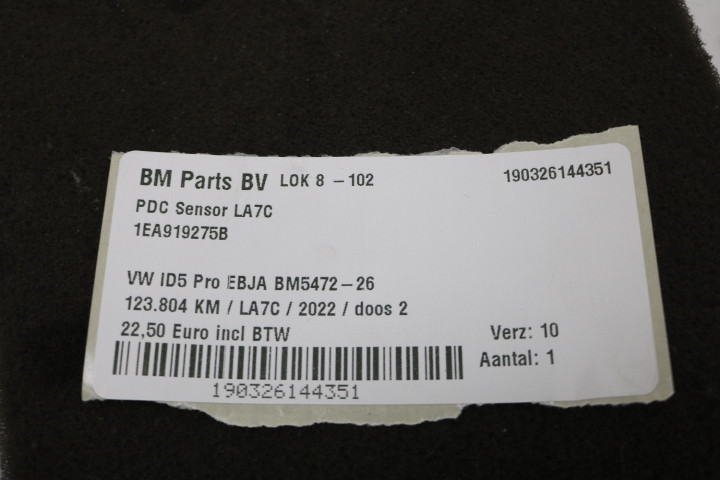 BM Parts BV LOK 8 - 102 190326144351
PDC Sensor LA7C
1EA919275B
VW ID5 Pro EBJA BM5472-26
123.804 KM / LA7C / 2022 / doos 2
22,50 Euro incl BTW Verz: 10
Aantal: 1
190326144351